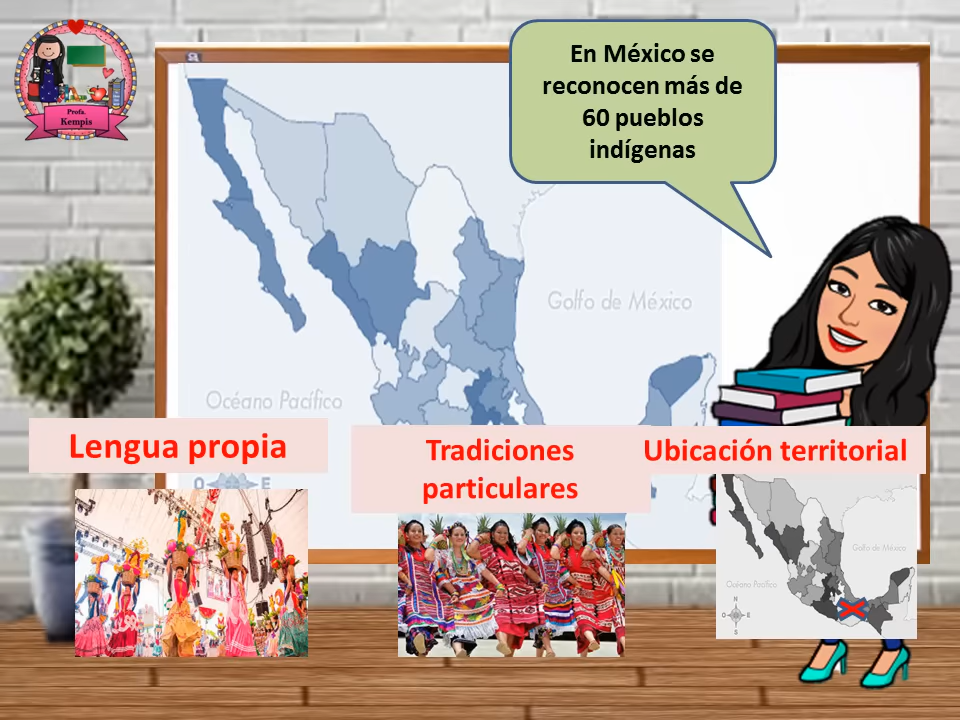 Profa.
Kempis
En México se
reconocen más de
60 pueblos
indígenas
Golfo de México
Océano Pacífico
O E
Lengua propia
Tradiciones
particulares
Ubicación territorial
Golfo de México
Océano Pacífico
N
O E
S